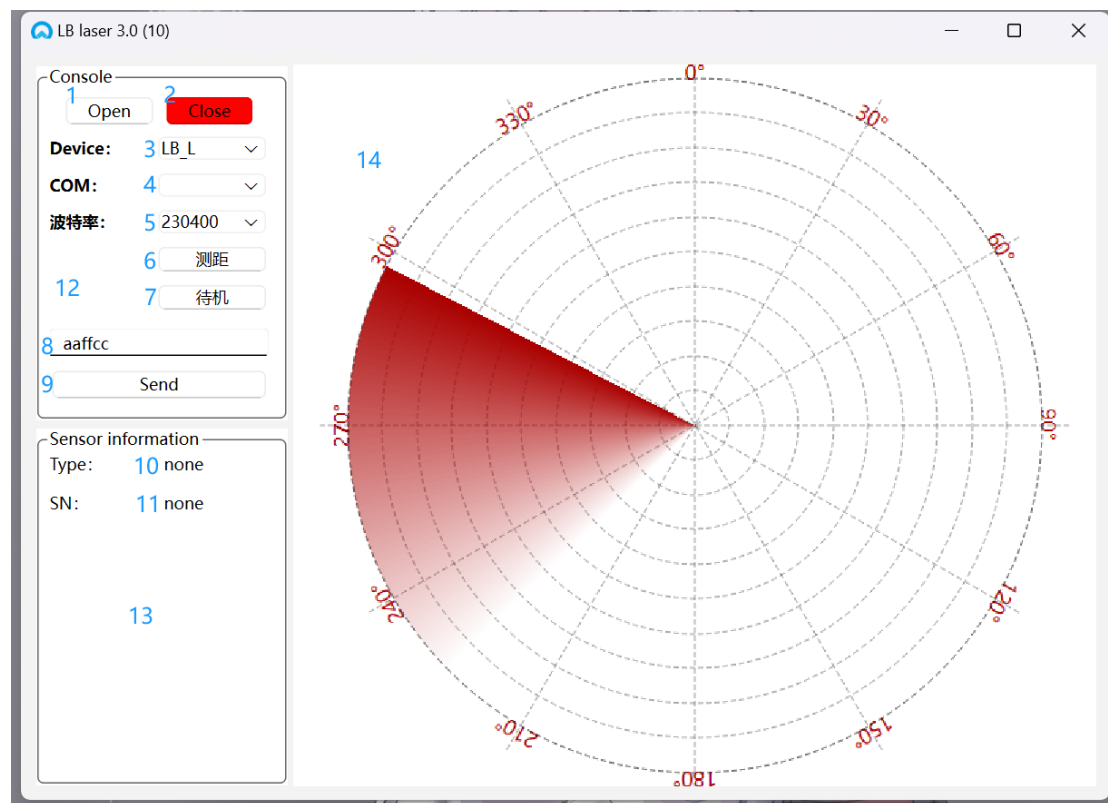 LB laser 3.0 (10)
Console
1 Open 2 Close
Device: 3 LB_L
COM: 4
波特率: 5 230400
6 测距
12
7 待机
8 aaffcc
9 Send
Sensor information
Type: 10 none
SN: 11 none
13
14
0°
30°
60°
90°
120°
150°
180°
210°
240°
270°
300°
330°